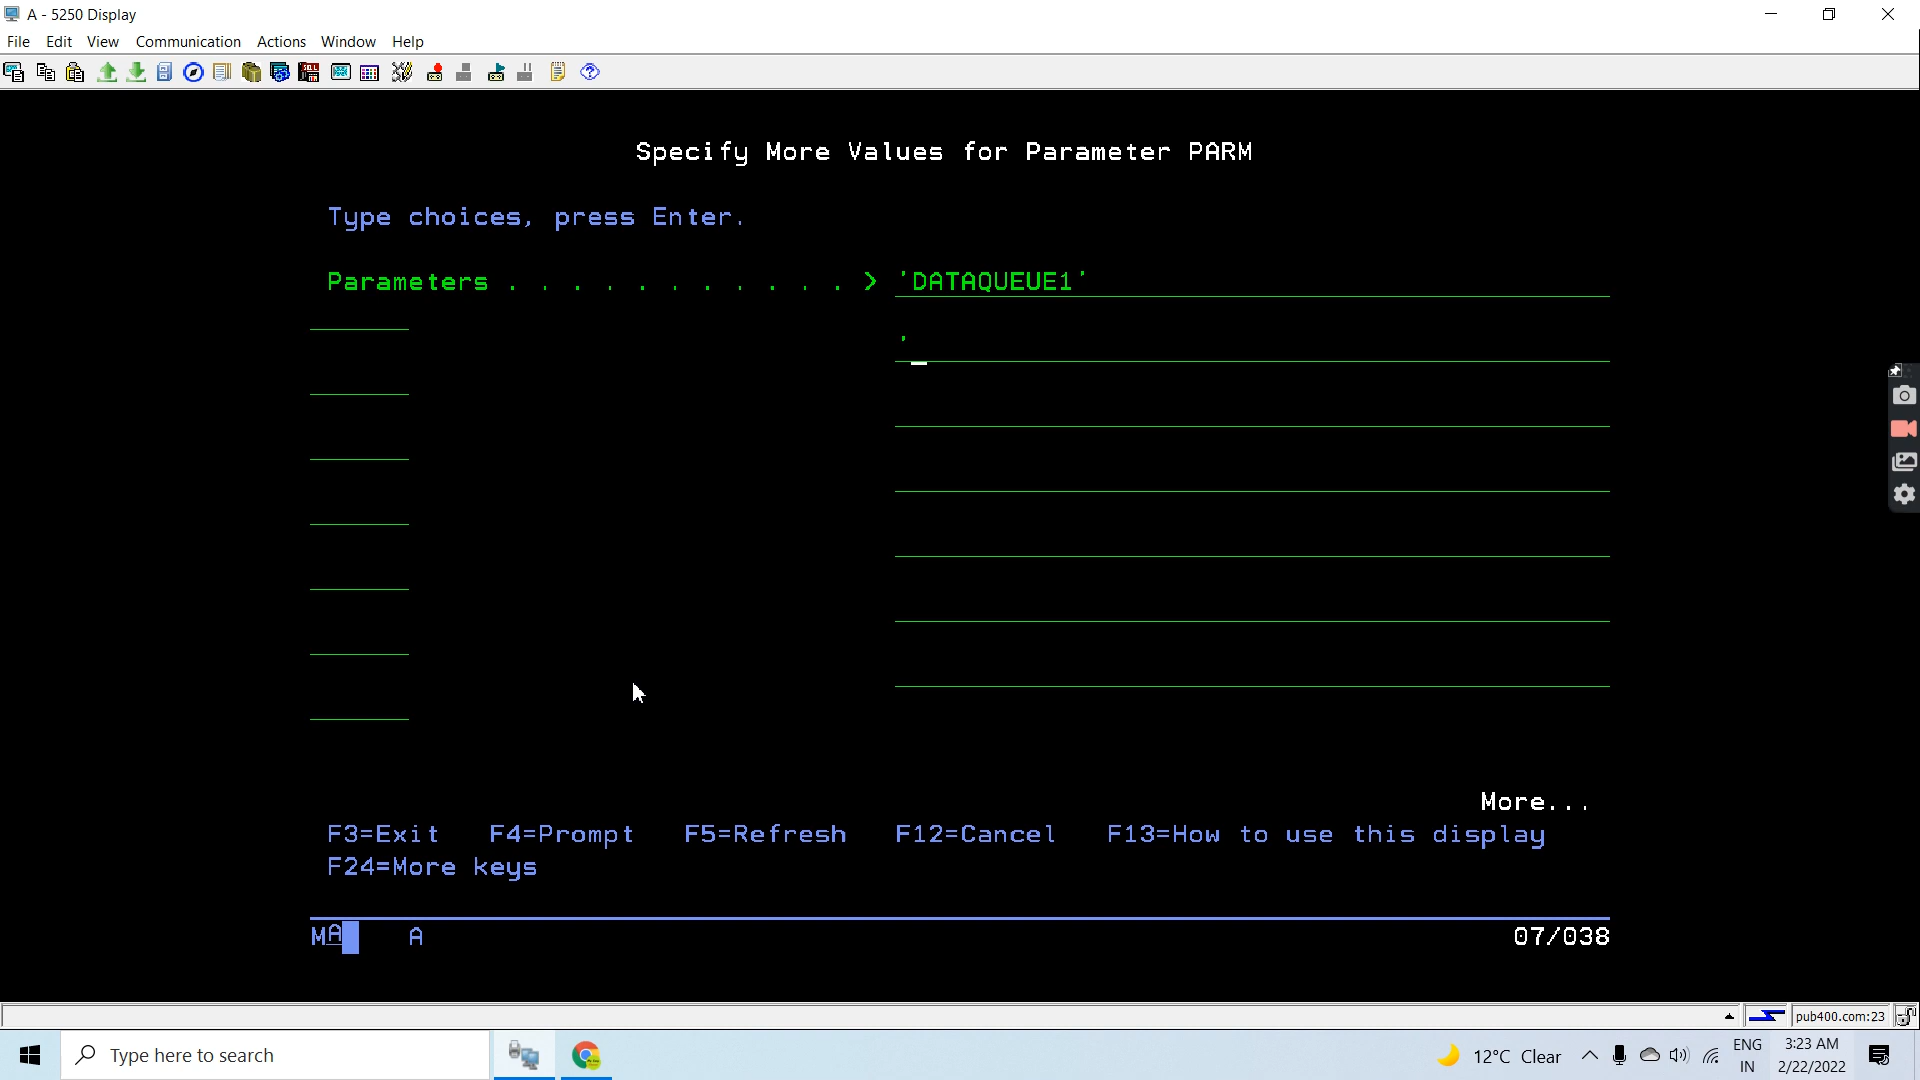 A - 5250 Display
File Edit View Communication Actions Window Help
Specify More Values for Parameter PARM
Type choices, press Enter.
Parameters . . . . . . . . . . . > 'DATAQUEUE1'
'
More...
F3=Exit F4=Prompt F5=Refresh F12=Cancel F13=How to use this display
F24=More keys
MA A 07/038
pub400.com:23
Type here to search
12°C Clear
ENG
IN
3:23 AM
2/22/2022